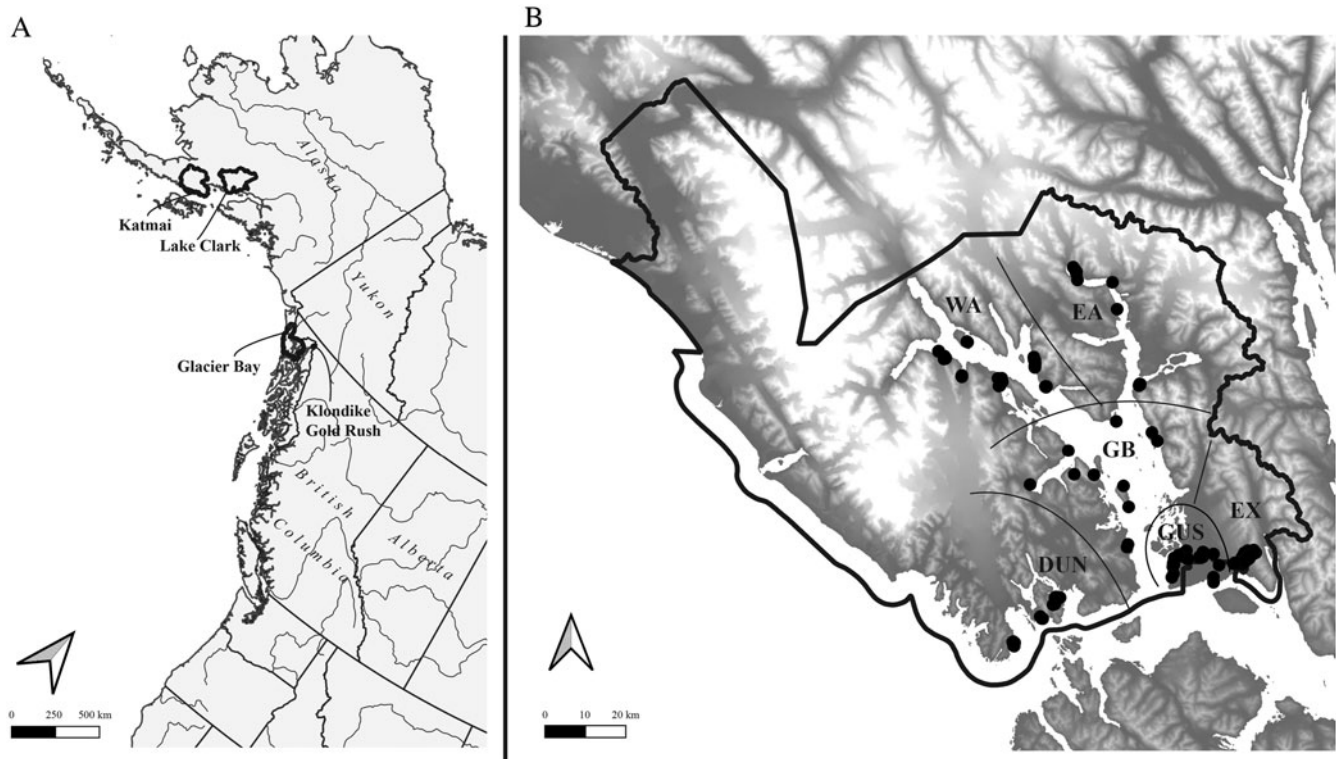 A
Alaska
Katmai
Lake Clark
Yukon
Glacier Bay
Klondike
Gold Rush
British
Columbia
Alberta
0 250 500 km
B
WA
EA
GB
EX
GUS
DUN
0 10 20 km